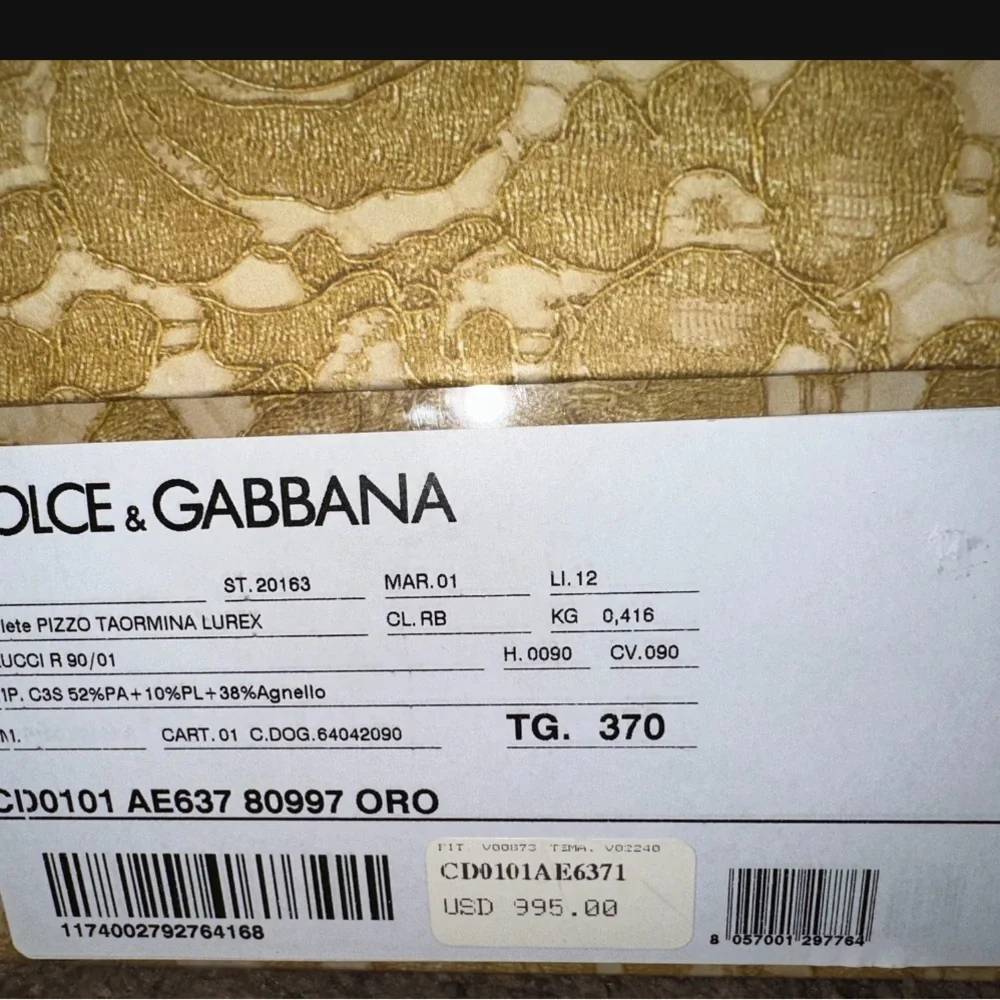 OLCE & GABBANA
ST. 20163 MAR. 01 LI. 12
lete PIZZO TAORMINA LUREX CL. RB KG 0,416
UCCI R 90/01 H. 0090 CV. 090
1P. C3S 52%PA+10%PL+38%Agnello
M. CART. 01 C.DOG.64042090 TG. 370
CD0101 AE637 80997 ORO
FIT. V00873 TEMA. V02240
CD0101AE6371
USD 995.00
1174002792764168
8 057001 297764